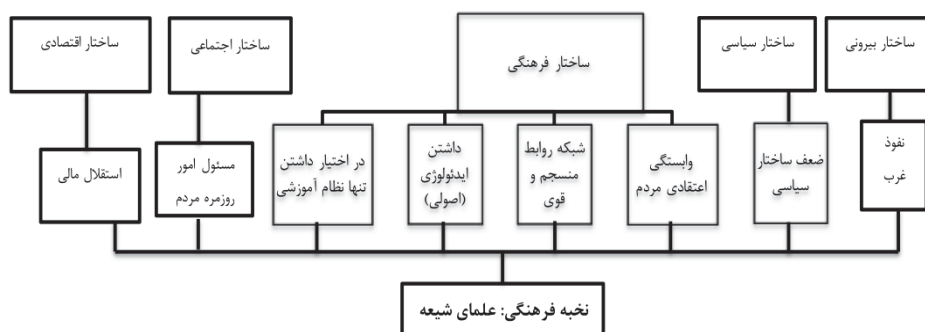 ساختار بیرونی
ساختار سیاسی
ساختار فرهنگی
ساختار اجتماعی
ساختار اقتصادی
نفوذ
غرب
ضعف ساختار
سیاسی
وابستگی
اعتقادی مردم
شبکه روابط
منسجم و
قوی
داشتن
ایدئولوژی
(اصولی)
در اختیار داشتن
تنها نظام آموزشی
مسئول امور
روزمره مردم
استقلال مالی
نخبه فرهنگی: علمای شیعه